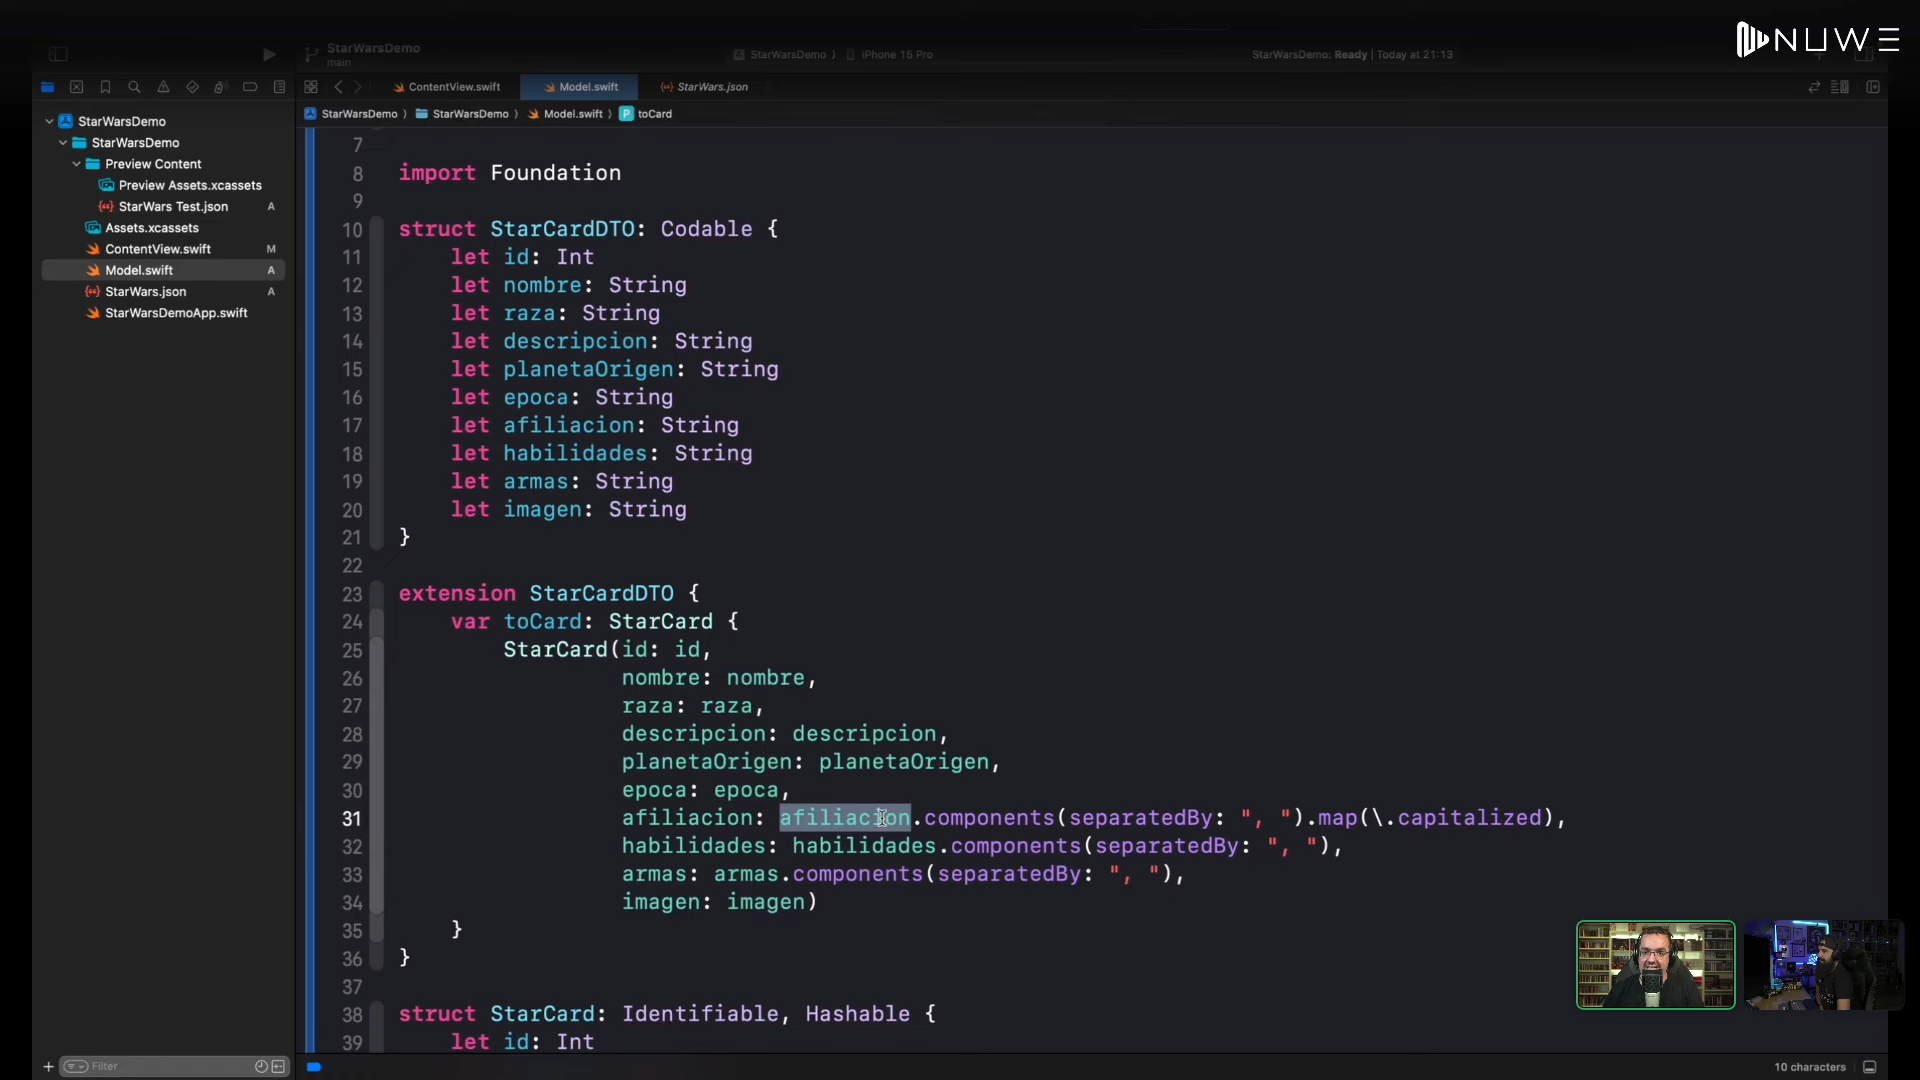 NUWE
StarWarsDemo
main
StarWarsDemo 〉 iPhone 15 Pro
StarWarsDemo: Ready | Today at 21:13
ContentView.swift
Model.swift
StarWars.json
StarWarsDemo 〉 StarWarsDemo 〉 Model.swift 〉 P toCard
StarWarsDemo
StarWarsDemo
Preview Content
Preview Assets.xcassets
StarWars Test.json A
Assets.xcassets
ContentView.swift M
Model.swift A
StarWars.json A
StarWarsDemoApp.swift
7
8 import Foundation
9
10 struct StarCardDTO: Codable {
11 let id: Int
12 let nombre: String
13 let raza: String
14 let descripcion: String
15 let planetaOrigen: String
16 let epoca: String
17 let afiliacion: String
18 let habilidades: String
19 let armas: String
20 let imagen: String
21 }
22
23 extension StarCardDTO {
24 var toCard: StarCard {
25 StarCard(id: id,
26 nombre: nombre,
27 raza: raza,
28 descripcion: descripcion,
29 planetaOrigen: planetaOrigen,
30 epoca: epoca,
31 afiliacion: afiliacion.components(separatedBy: ", ").map(\.capitalized),
32 habilidades: habilidades.components(separatedBy: ", "),
33 armas: armas.components(separatedBy: ", "),
34 imagen: imagen)
35 }
36 }
37
38 struct StarCard: Identifiable, Hashable {
39 let id: Int
Filter
10 characters